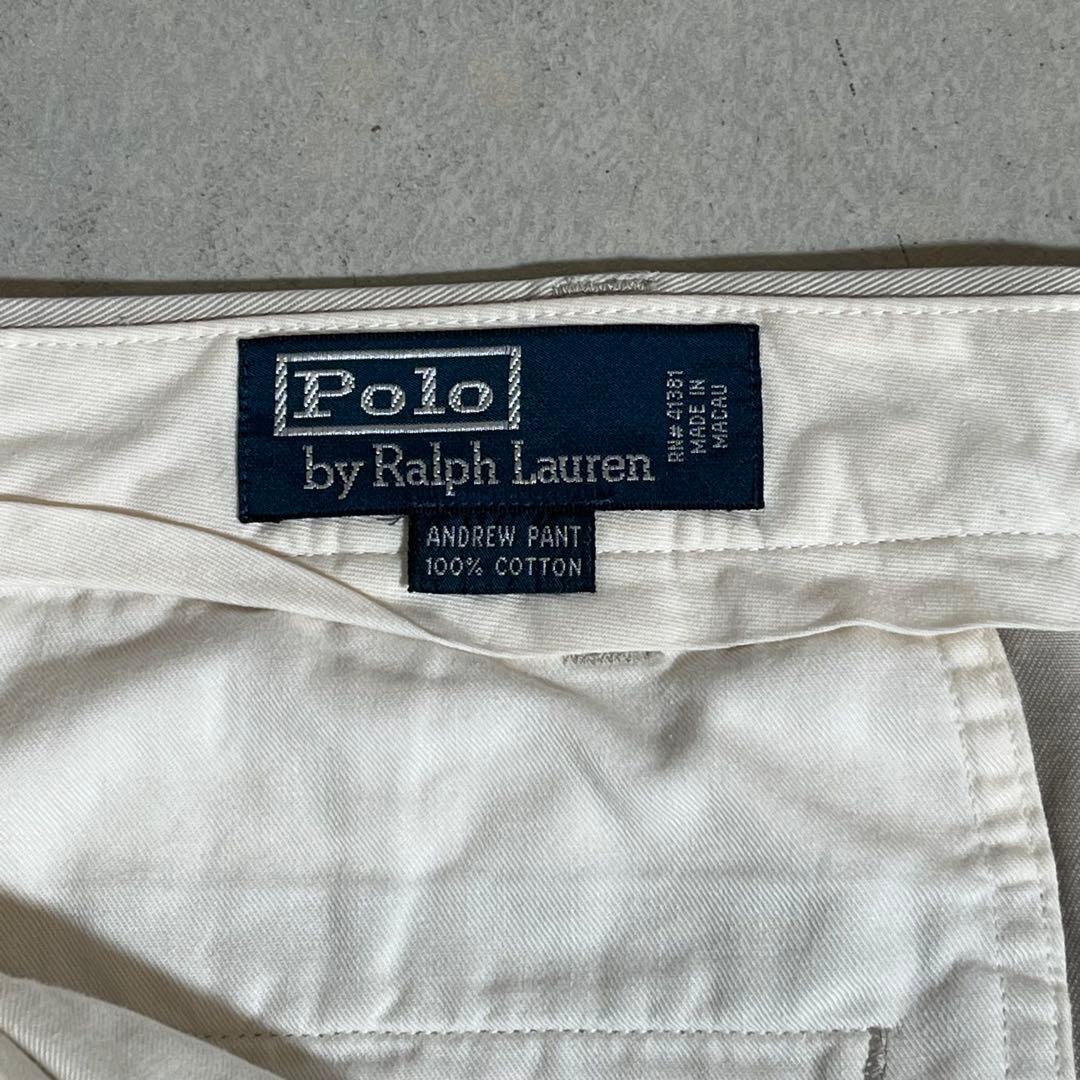 Polo
by Ralph Lauren
RN# 41381
MADE IN
MACAU
ANDREW PANT
100% COTTON